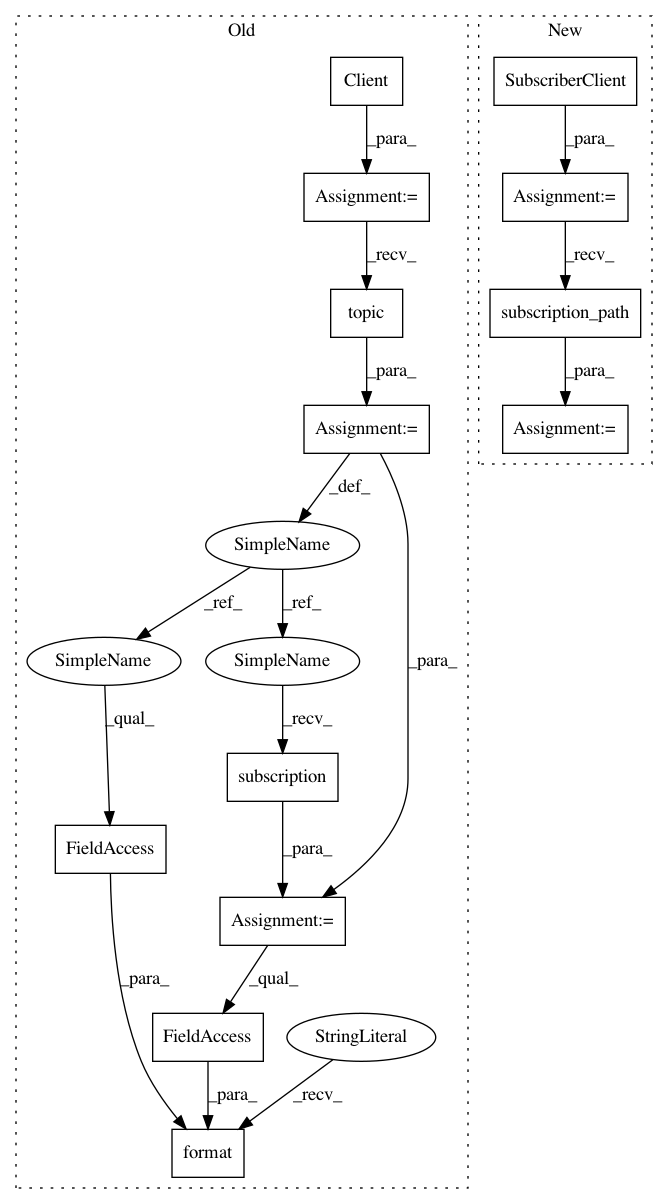 Old
New
Client
SubscriberClient
_para_
_para_
Assignment:=
Assignment:=
_recv_
_recv_
topic
subscription_path
_para_
_para_
Assignment:=
Assignment:=
_def_
SimpleName
_ref_
_ref_
SimpleName
SimpleName
_para_
_qual_
_recv_
subscription
FieldAccess
_para_
Assignment:=
_para_
_qual_
FieldAccess
StringLiteral
_para_
_recv_
format